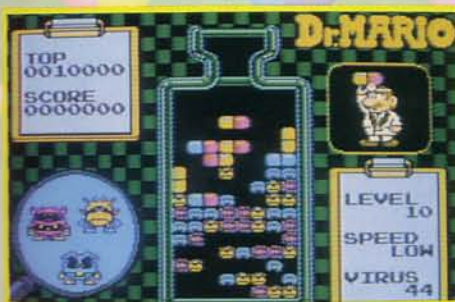 Dr. MARIO
TOP
0010000
SCORE
0000000
LEVEL
10
SPEED
LOW
VIRUS
44